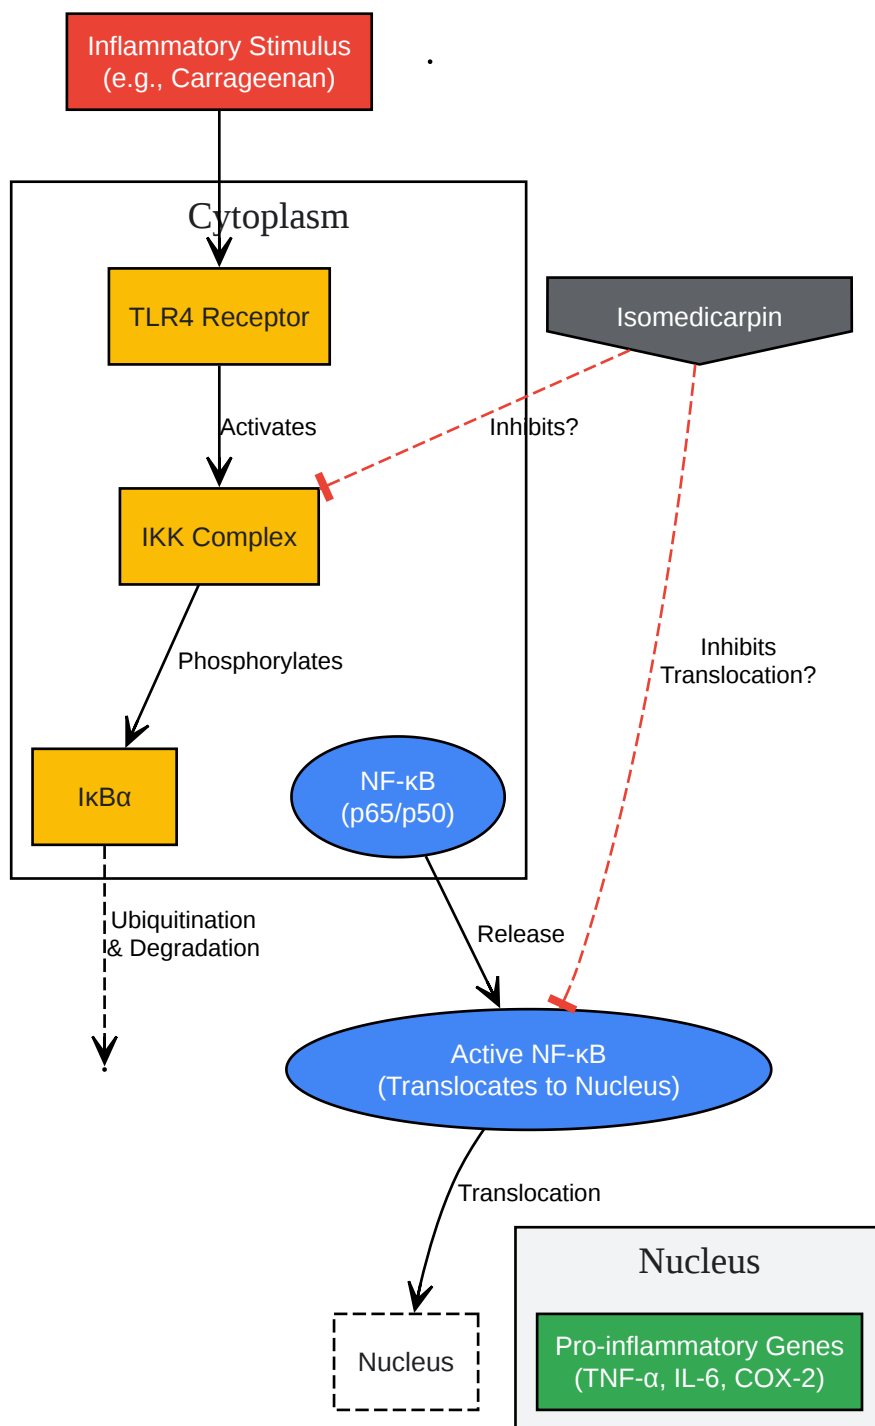 Inflammatory Stimulus
(e.g., Carrageenan)
Cytoplasm
TLR4 Receptor
Isomedicarpin
Activates
Inhibits?
IKK Complex
Phosphorylates
Inhibits
Translocation?
IκBα
NF-κB
(p65/p50)
Ubiquitination
& Degradation
Release
Active NF-κB
(Translocates to Nucleus)
Translocation
Nucleus
Nucleus
Pro-inflammatory Genes
(TNF-α, IL-6, COX-2)